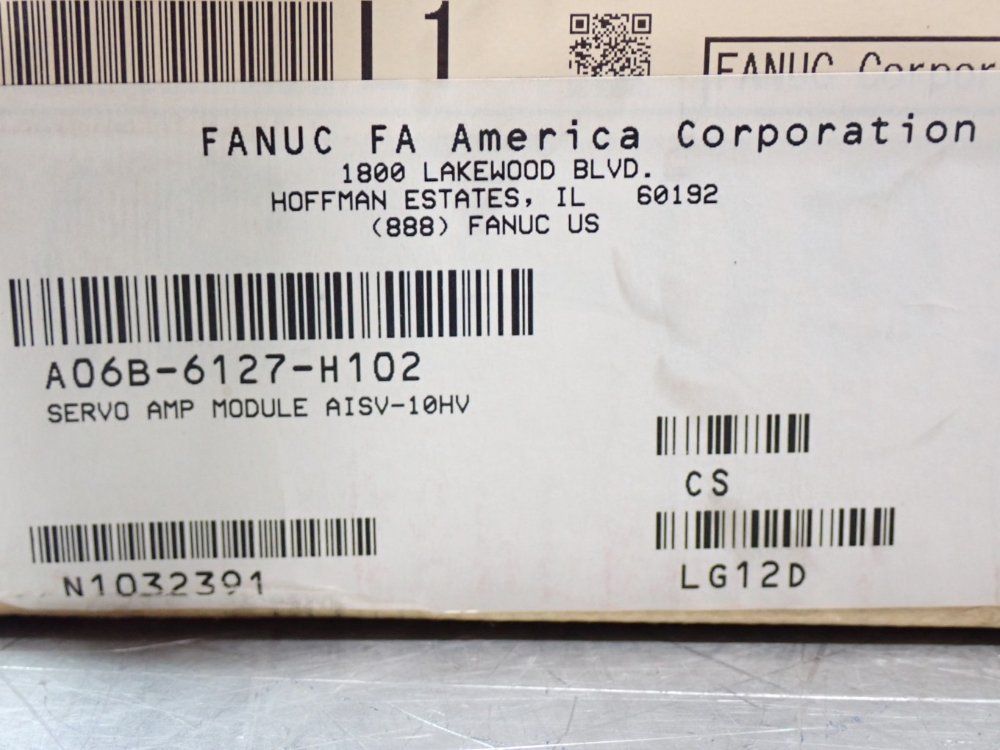 L 1
FANUC Corpor
FANUC FA America Corporation
1800 LAKEWOOD BLVD.
HOFFMAN ESTATES, IL 60192
(888) FANUC US
A06B-6127-H102
SERVO AMP MODULE AISV-10HV
CS
N1032391
LG12D